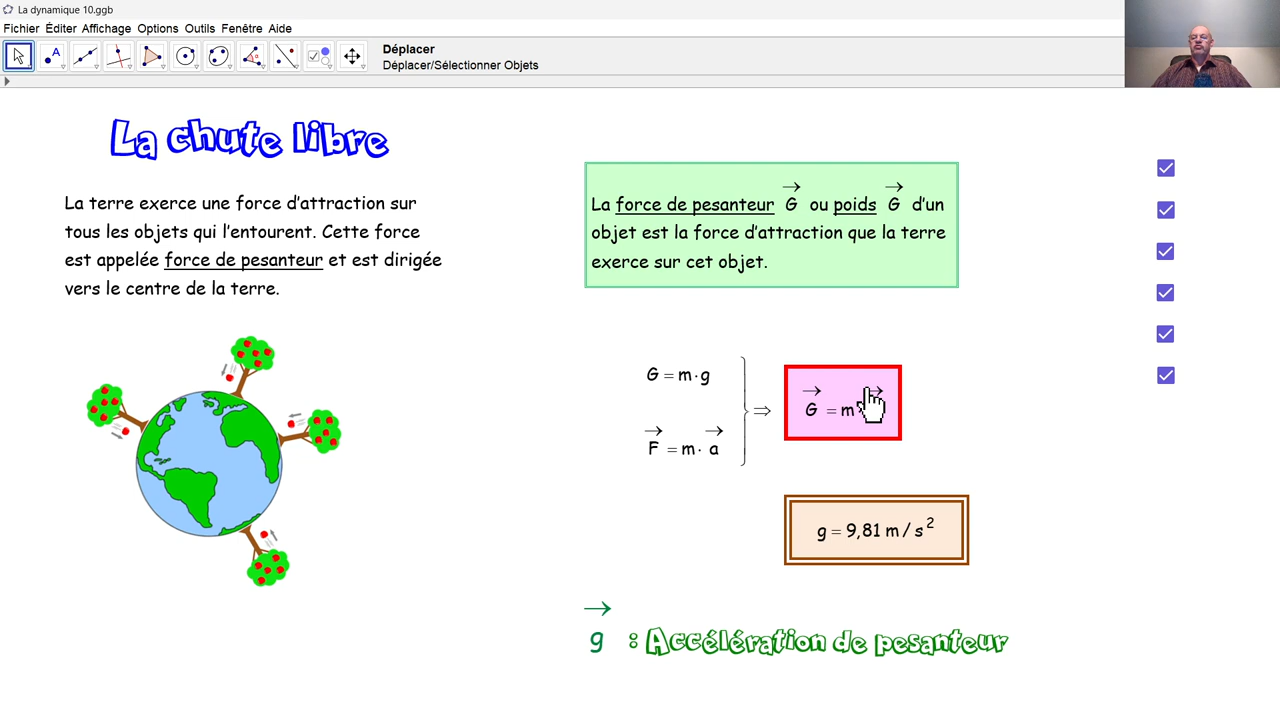 La dynamique 10.ggb
Fichier Éditer Affichage Options Outils Fenêtre Aide
A
Déplacer
Déplacer/Sélectionner Objets
La chute libre
La terre exerce une force d'attraction sur
tous les objets qui l'entourent. Cette force
est appelée force de pesanteur et est dirigée
vers le centre de la terre.
La force de pesanteur G ou poids G d'un
objet est la force d'attraction que la terre
exerce sur cet objet.
G = m · g
F = m · a
⇒
G = m
g = 9,81 m / s²
g : Accélération de pesanteur